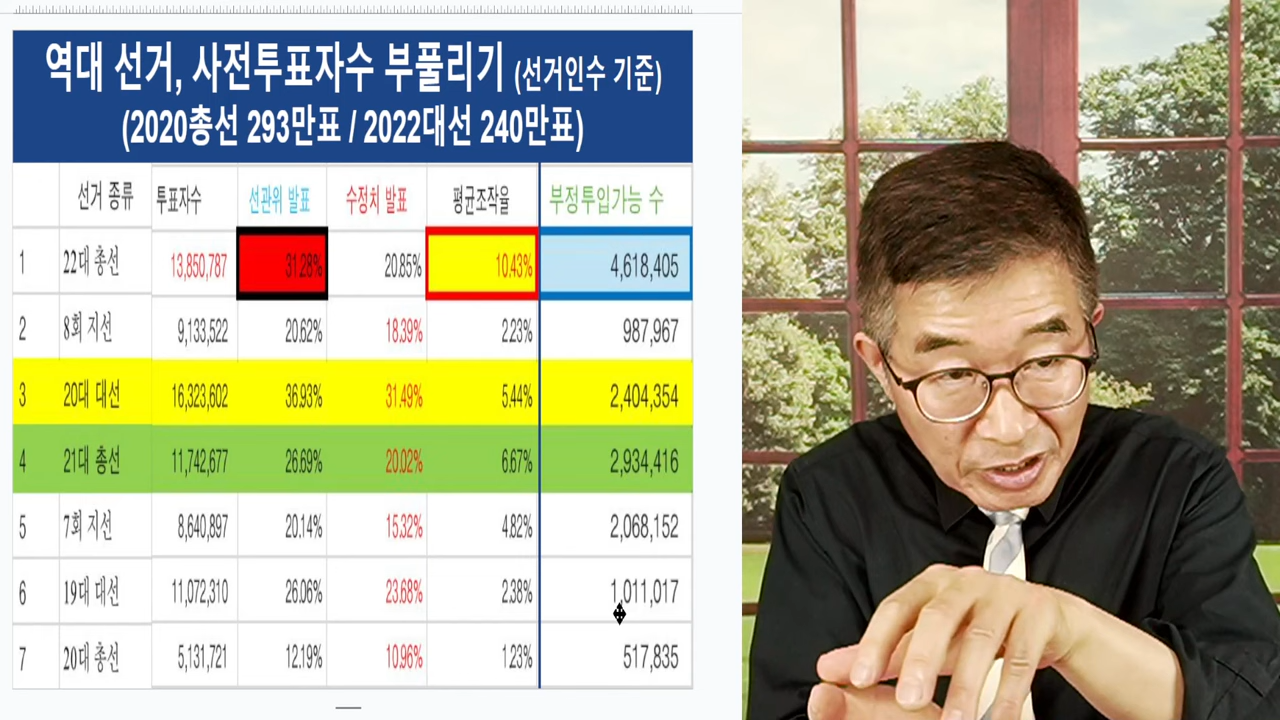 역대 선거, 사전투표자수 부풀리기 (선거인수 기준)
(2020총선 293만표 / 2022대선 240만표)
선거 종류 투표자수 선관위 발표 수정치 발표 평균조작율 부정투입가능 수
1 22대 총선 13,850,787 31.28% 20.85% 10.43% 4,618,405
2 8회 지선 9,133,522 20.62% 18.39% 2.23% 987,967
3 20대 대선 16,323,602 36.93% 31.49% 5.44% 2,404,354
4 21대 총선 11,742,677 26.69% 20.02% 6.67% 2,934,416
5 7회 지선 8,640,897 20.14% 15.32% 4.82% 2,068,152
6 19대 대선 11,072,310 26.06% 23.68% 2.38% 1,011,017
7 20대 총선 5,131,721 12.19% 10.96% 1.23% 517,835